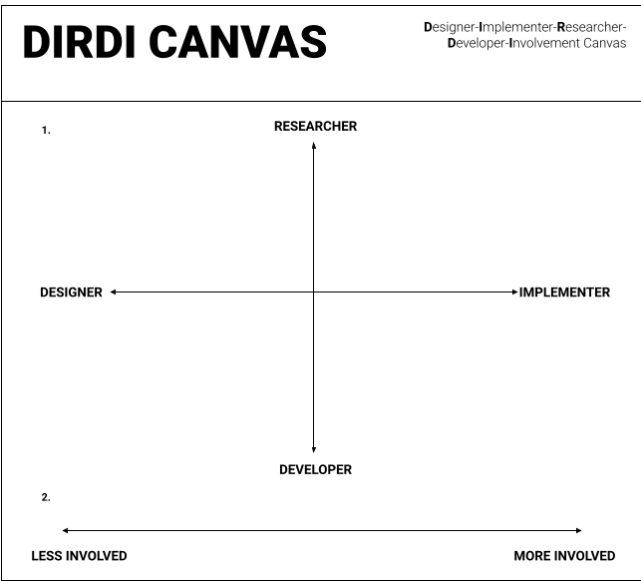 DIRDI CANVAS
Designer-Implementer-Researcher-
Developer-Involvement Canvas
1.
RESEARCHER
DESIGNER
IMPLEMENTER
DEVELOPER
2.
LESS INVOLVED
MORE INVOLVED